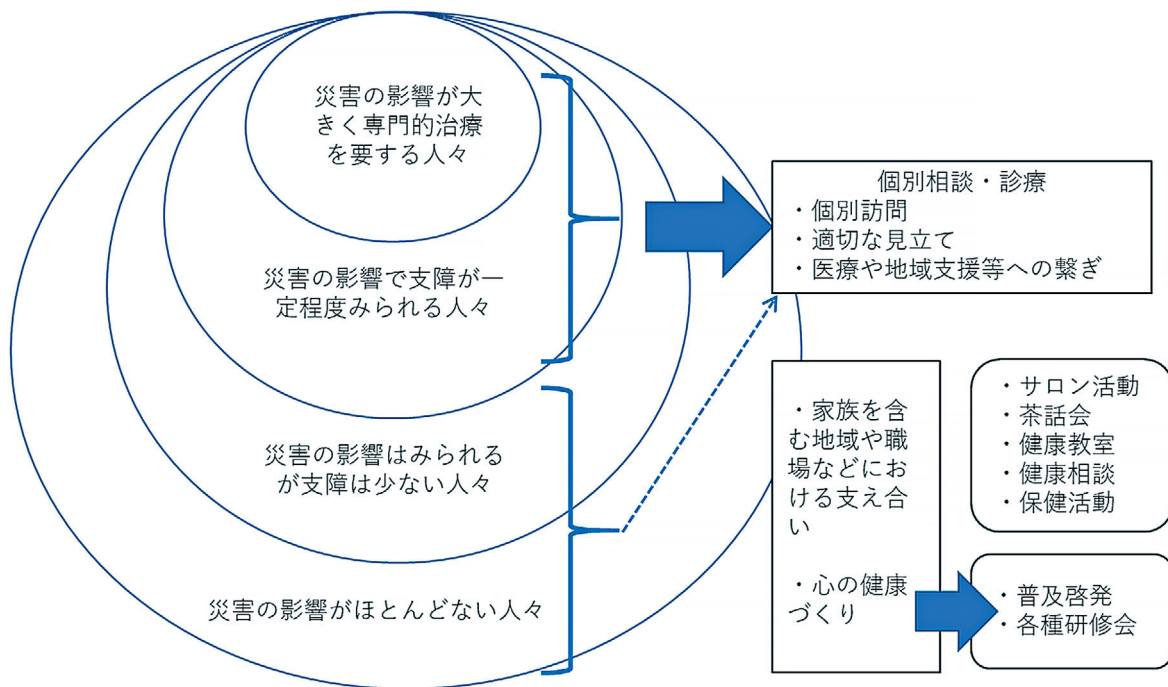 災害の影響が大
きく専門的治療
を要する人々
災害の影響で支障が一
定程度みられる人々
災害の影響はみられる
が支障は少ない人々
災害の影響がほとんどない人々
個別相談・診療
・個別訪問
・適切な見立て
・医療や地域支援等への繋ぎ
・家族を含
む地域や職
場などにお
ける支え合
い
・心の健康
づくり
・サロン活動
・茶話会
・健康教室
・健康相談
・保健活動
・普及啓発
・各種研修会